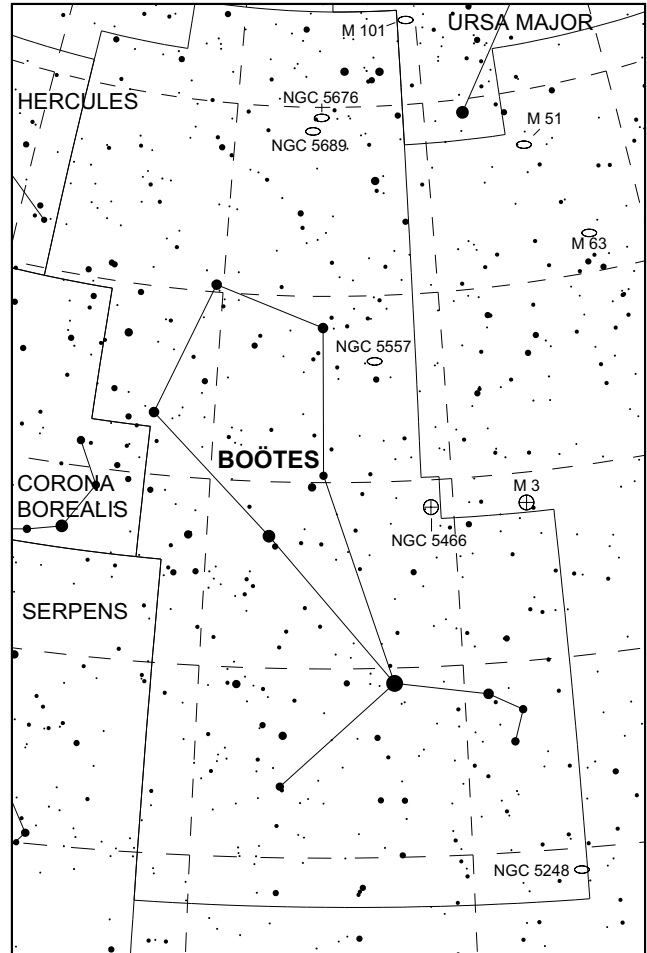 M 101
URSA MAJOR
HERCULES
NGC 5676
M 51
NGC 5689
M 63
NGC 5557
BOÖTES
CORONA
BOREALIS
M 3
NGC 5466
SERPENS
NGC 5248